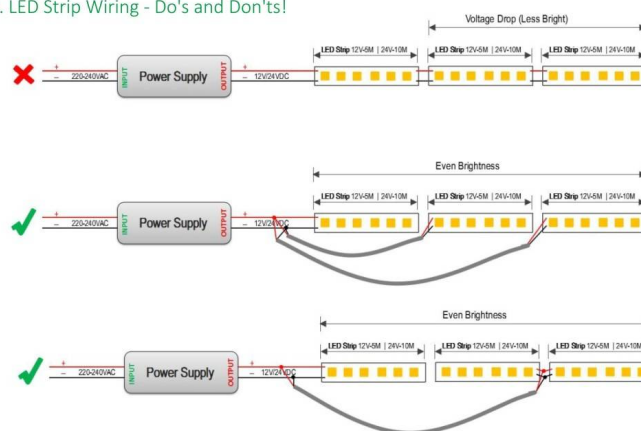 . LED Strip Wiring - Do's and Don'ts!
Voltage Drop (Less Bright)
LED Strip 12V-5M | 24V-10M LED Strip 12V-5M | 24V-10M LED Strip 12V-5M | 24V-10M
+ 220-240VAC - INPUT Power Supply OUTPUT + 12V/24VDC -
Even Brightness
LED Strip 12V-5M | 24V-10M LED Strip 12V-5M | 24V-10M LED Strip 12V-5M | 24V-10M
+ 220-240VAC - INPUT Power Supply OUTPUT + 12V/24VDC -
Even Brightness
LED Strip 12V-5M | 24V-10M LED Strip 12V-5M | 24V-10M LED Strip 12V-5M | 24V-10M
+ 220-240VAC - INPUT Power Supply OUTPUT + 12V/24VDC -